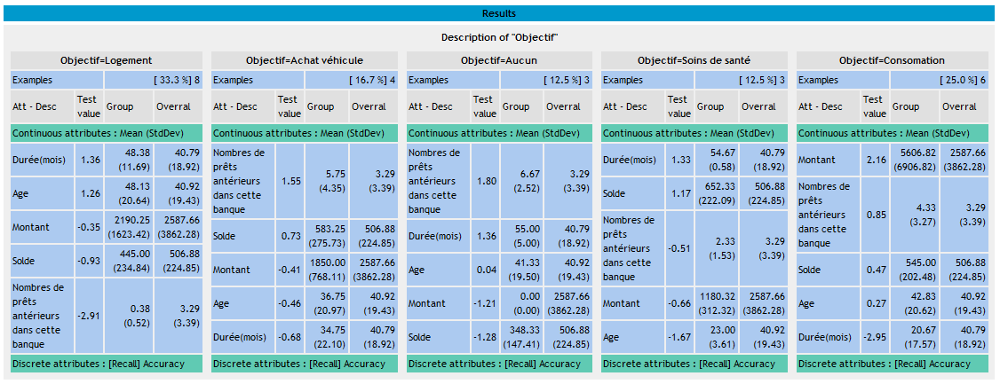 Results
Description of "Objectif"
Objectif=Logement
Examples [ 33.3 %] 8
Att - Desc Test value Group Overral
Continuous attributes : Mean (StdDev)
Durée(mois) 1.36 48.38 (11.69) 40.79 (18.92)
Age 1.26 48.13 (20.64) 40.92 (19.43)
Montant -0.35 2190.25 (1623.42) 2587.66 (3862.28)
Solde -0.93 445.00 (234.84) 506.88 (224.85)
Nombres de prêts antérieurs dans cette banque -2.91 0.38 (0.52) 3.29 (3.39)
Discrete attributes : [Recall] Accuracy
Objectif=Achat véhicule
Examples [ 16.7 %] 4
Att - Desc Test value Group Overral
Continuous attributes : Mean (StdDev)
Nombres de prêts antérieurs dans cette banque 1.55 5.75 (4.35) 3.29 (3.39)
Solde 0.73 583.25 (275.73) 506.88 (224.85)
Montant -0.41 1850.00 (768.11) 2587.66 (3862.28)
Age -0.46 36.75 (20.97) 40.92 (19.43)
Durée(mois) -0.68 34.75 (22.10) 40.79 (18.92)
Discrete attributes : [Recall] Accuracy
Objectif=Aucun
Examples [ 12.5 %] 3
Att - Desc Test value Group Overral
Continuous attributes : Mean (StdDev)
Nombres de prêts antérieurs dans cette banque 1.80 6.67 (2.52) 3.29 (3.39)
Durée(mois) 1.36 55.00 (5.00) 40.79 (18.92)
Age 0.04 41.33 (19.50) 40.92 (19.43)
Montant -1.21 0.00 (0.00) 2587.66 (3862.28)
Solde -1.28 348.33 (147.41) 506.88 (224.85)
Discrete attributes : [Recall] Accuracy
Objectif=Soins de santé
Examples [ 12.5 %] 3
Att - Desc Test value Group Overral
Continuous attributes : Mean (StdDev)
Durée(mois) 1.33 54.67 (0.58) 40.79 (18.92)
Solde 1.17 652.33 (222.09) 506.88 (224.85)
Nombres de prêts antérieurs dans cette banque -0.51 2.33 (1.53) 3.29 (3.39)
Montant -0.66 1180.32 (312.32) 2587.66 (3862.28)
Age -1.67 23.00 (3.61) 40.92 (19.43)
Discrete attributes : [Recall] Accuracy
Objectif=Consomation
Examples [ 25.0 %] 6
Att - Desc Test value Group Overral
Continuous attributes : Mean (StdDev)
Montant 2.16 5606.82 (6906.82) 2587.66 (3862.28)
Nombres de prêts antérieurs dans cette banque 0.85 4.33 (3.27) 3.29 (3.39)
Solde 0.47 545.00 (202.48) 506.88 (224.85)
Age 0.27 42.83 (20.62) 40.92 (19.43)
Durée(mois) -2.95 20.67 (17.57) 40.79 (18.92)
Discrete attributes : [Recall] Accuracy